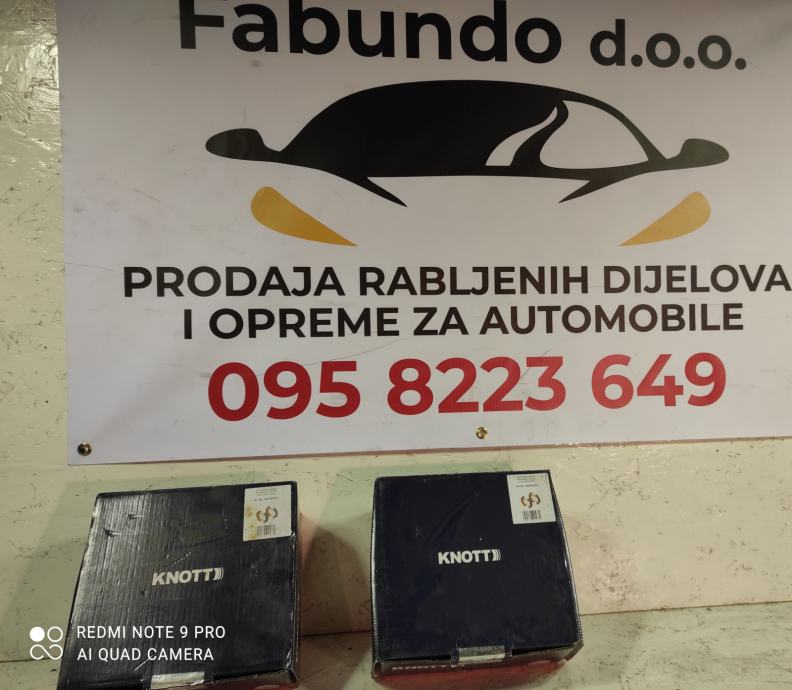 Fabundo d.o.o.
PRODAJA RABLJENIH DIJELOVA
I OPREME ZA AUTOMOBILE
095 8223 649
KNOTT
KNOTT
KNOTT
REDMI NOTE 9 PRO
AI QUAD CAMERA